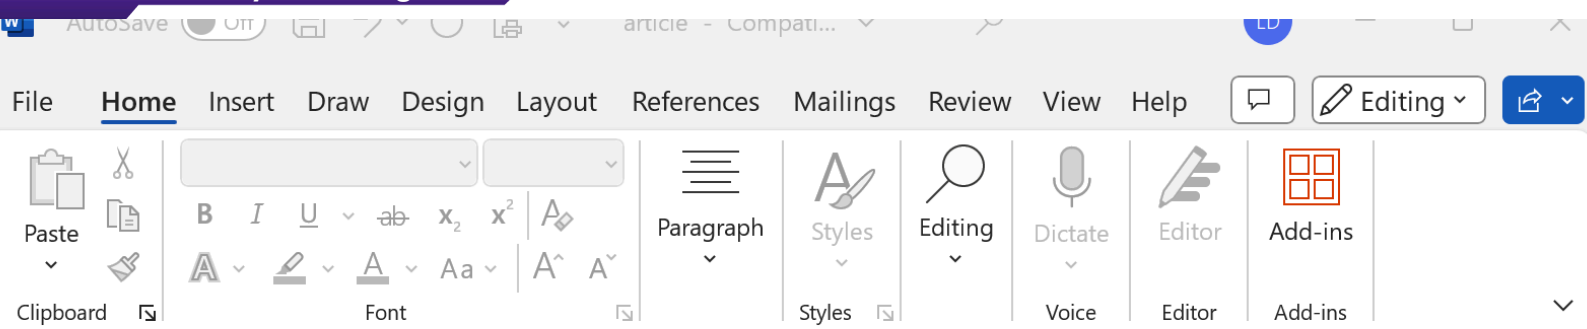 AutoSave Off article - Compati... LD
File Home Insert Draw Design Layout References Mailings Review View Help Editing
Paste
B I U ab x₂ x² A
A A Aa A A
Paragraph
Styles
Editing
Dictate
Editor
Add-ins
Clipboard Font Styles Voice Editor Add-ins